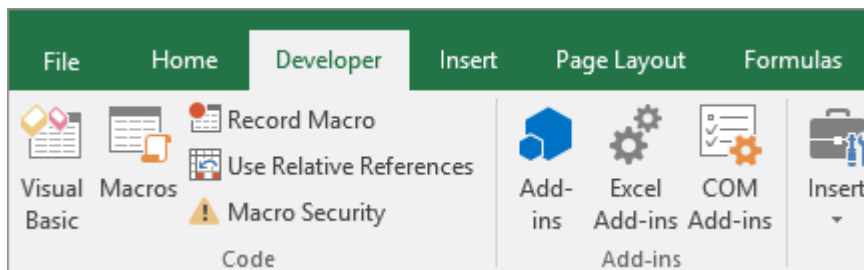 File Home Developer Insert Page Layout Formulas
Record Macro
Use Relative References
Macro Security
Visual
Basic
Macros
Code
Add-
ins
Excel
Add-ins
COM
Add-ins
Add-ins
Insert